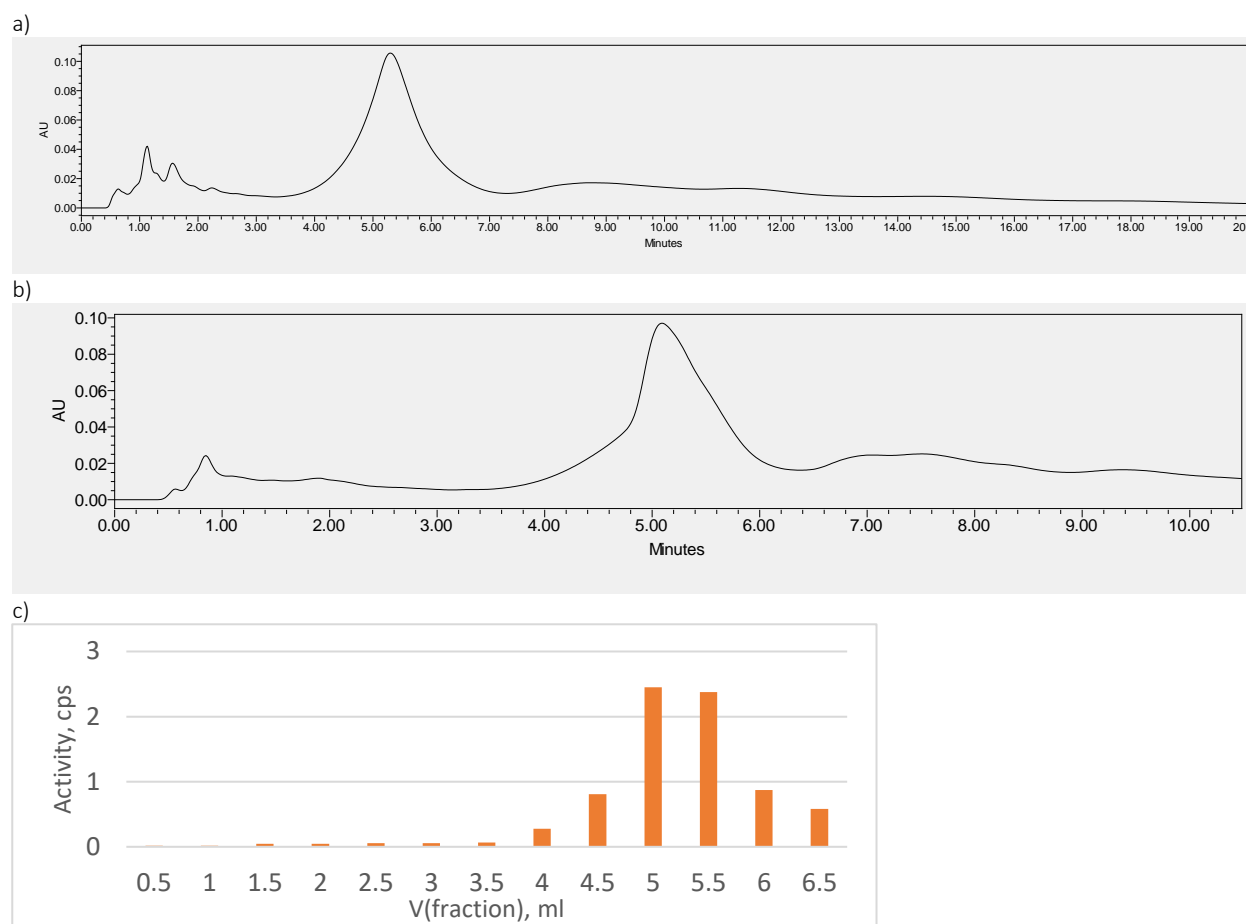 a)
0.10
0.08
0.06
0.04
0.02
0.00
AU
0.00 1.00 2.00 3.00 4.00 5.00 6.00 7.00 8.00 9.00 10.00 11.00 12.00 13.00 14.00 15.00 16.00 17.00 18.00 19.00 20
Minutes
b)
0.10
0.08
0.06
0.04
0.02
0.00
AU
0.00 1.00 2.00 3.00 4.00 5.00 6.00 7.00 8.00 9.00 10.00
Minutes
c)
3
2
1
0
Activity, cps
0.5 1 1.5 2 2.5 3 3.5 4 4.5 5 5.5 6 6.5
V(fraction), ml